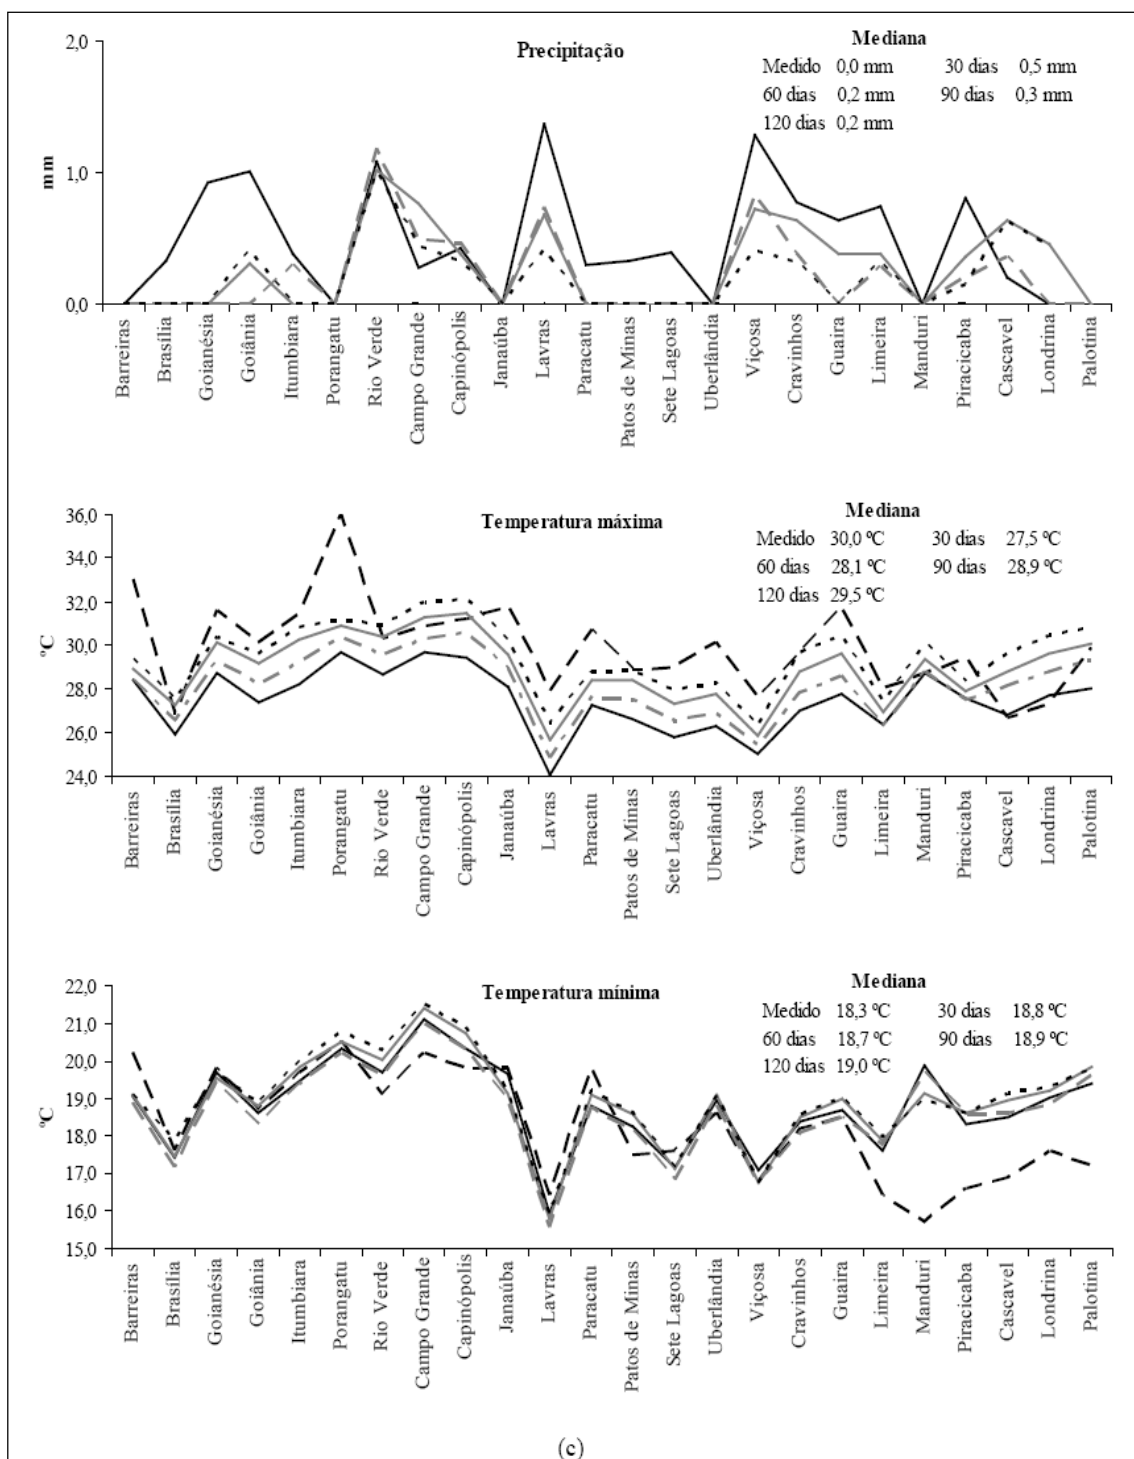 Precipitação
Mediana
Medido 0,0 mm 30 dias 0,5 mm
60 dias 0,2 mm 90 dias 0,3 mm
120 dias 0,2 mm
mm
2,0
1,0
0,0
Barreiras
Brasília
Goianésia
Goiânia
Itumbiara
Porangatu
Rio Verde
Campo Grande
Capinópolis
Janaúba
Lavras
Paracatu
Patos de Minas
Sete Lagoas
Uberlândia
Viçosa
Cravinhos
Guaira
Limeira
Manduri
Piracicaba
Cascavel
Londrina
Palotina
Temperatura máxima
Mediana
Medido 30,0 ºC 30 dias 27,5 ºC
60 dias 28,1 ºC 90 dias 28,9 ºC
120 dias 29,5 ºC
ºC
36,0
34,0
32,0
30,0
28,0
26,0
24,0
Barreiras
Brasília
Goianésia
Goiânia
Itumbiara
Porangatu
Rio Verde
Campo Grande
Capinópolis
Janaúba
Lavras
Paracatu
Patos de Minas
Sete Lagoas
Uberlândia
Viçosa
Cravinhos
Guaira
Limeira
Manduri
Piracicaba
Cascavel
Londrina
Palotina
Temperatura mínima
Mediana
Medido 18,3 ºC 30 dias 18,8 ºC
60 dias 18,7 ºC 90 dias 18,9 ºC
120 dias 19,0 ºC
ºC
22,0
21,0
20,0
19,0
18,0
17,0
16,0
15,0
Barreiras
Brasília
Goianésia
Goiânia
Itumbiara
Porangatu
Rio Verde
Campo Grande
Capinópolis
Janaúba
Lavras
Paracatu
Patos de Minas
Sete Lagoas
Uberlândia
Viçosa
Cravinhos
Guaira
Limeira
Manduri
Piracicaba
Cascavel
Londrina
Palotina
(c)